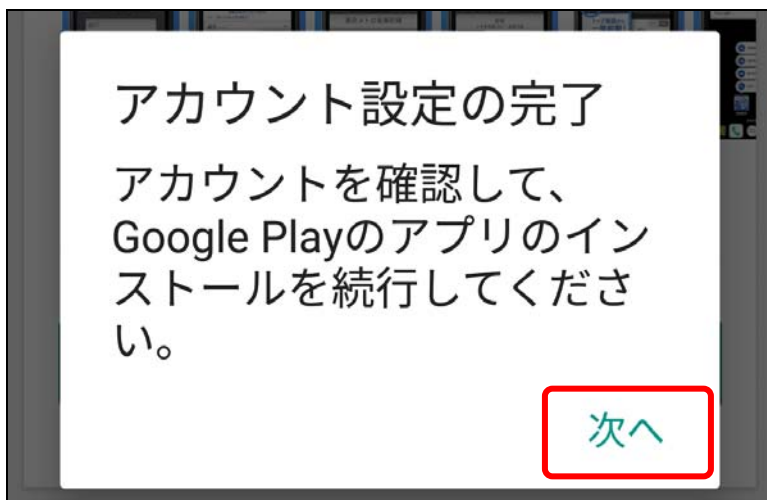 アカウント設定の完了
アカウントを確認して、
Google Playのアプリのイン
ストールを続行してくださ
い。
次へ